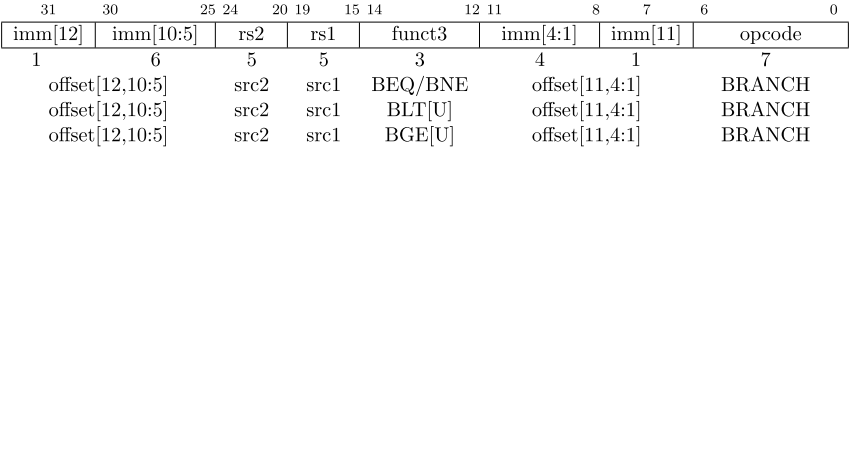 31 30 25 24 20 19 15 14 12 11 8 7 6 0
imm[12] imm[10:5] rs2 rs1 funct3 imm[4:1] imm[11] opcode
1 6 5 5 3 4 1 7
offset[12,10:5] src2 src1 BEQ/BNE offset[11,4:1] BRANCH
offset[12,10:5] src2 src1 BLT[U] offset[11,4:1] BRANCH
offset[12,10:5] src2 src1 BGE[U] offset[11,4:1] BRANCH